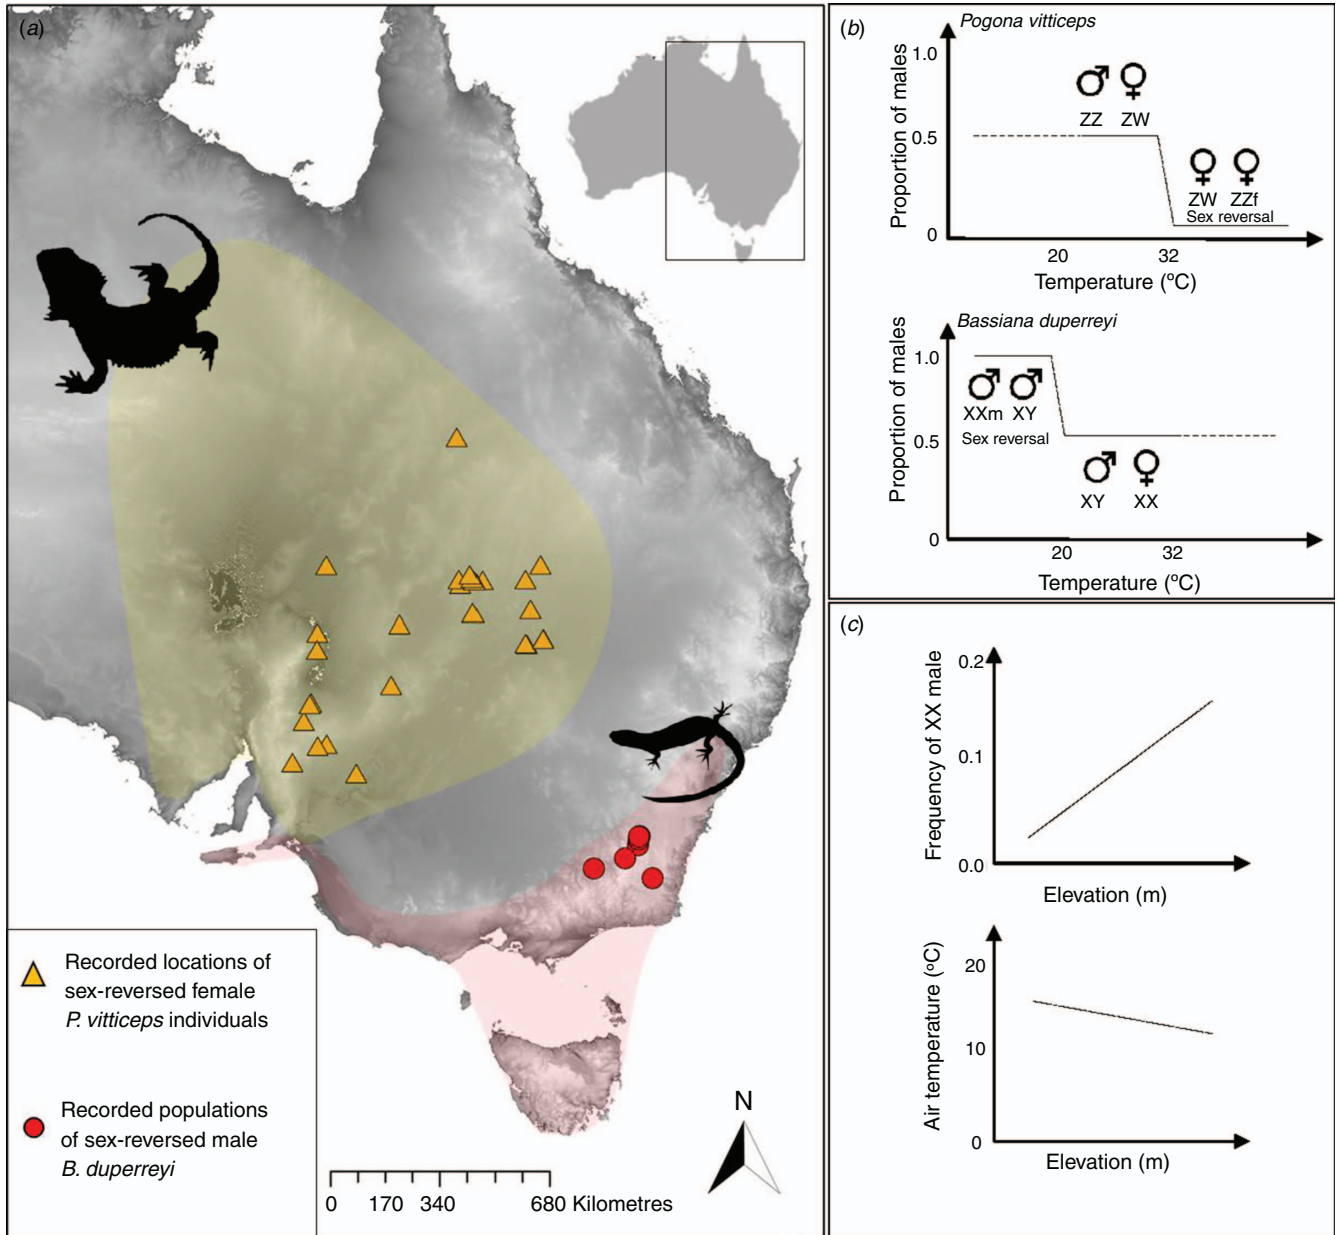 (a)
Recorded locations of
sex-reversed female
P. vitticeps individuals
Recorded populations
of sex-reversed male
B. duperreyi
N
0 170 340 680 Kilometres
(b)
Pogona vitticeps
Proportion of males
1.0
0.5
0
♂ ♀
ZZ ZW
♀ ♀
ZW ZZf
Sex reversal
20 32
Temperature (ºC)
Bassiana duperreyi
Proportion of males
1.0
0.5
0
♂ ♂
XXm XY
Sex reversal
♂ ♀
XY XX
20 32
Temperature (ºC)
(c)
Frequency of XX male
0.2
0.1
0.0
Elevation (m)
Air temperature (ºC)
20
10
0
Elevation (m)